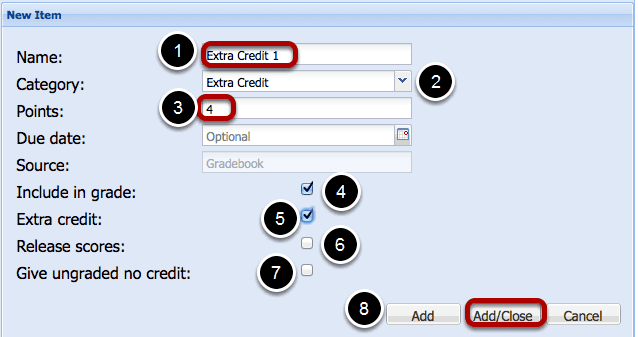 New Item
1 Name: Extra Credit 1
Category: Extra Credit 2
3 Points: 4
Due date: Optional
Source: Gradebook
Include in grade: 4
Extra credit: 5
Release scores: 6
Give ungraded no credit: 7
8 Add Add/Close Cancel